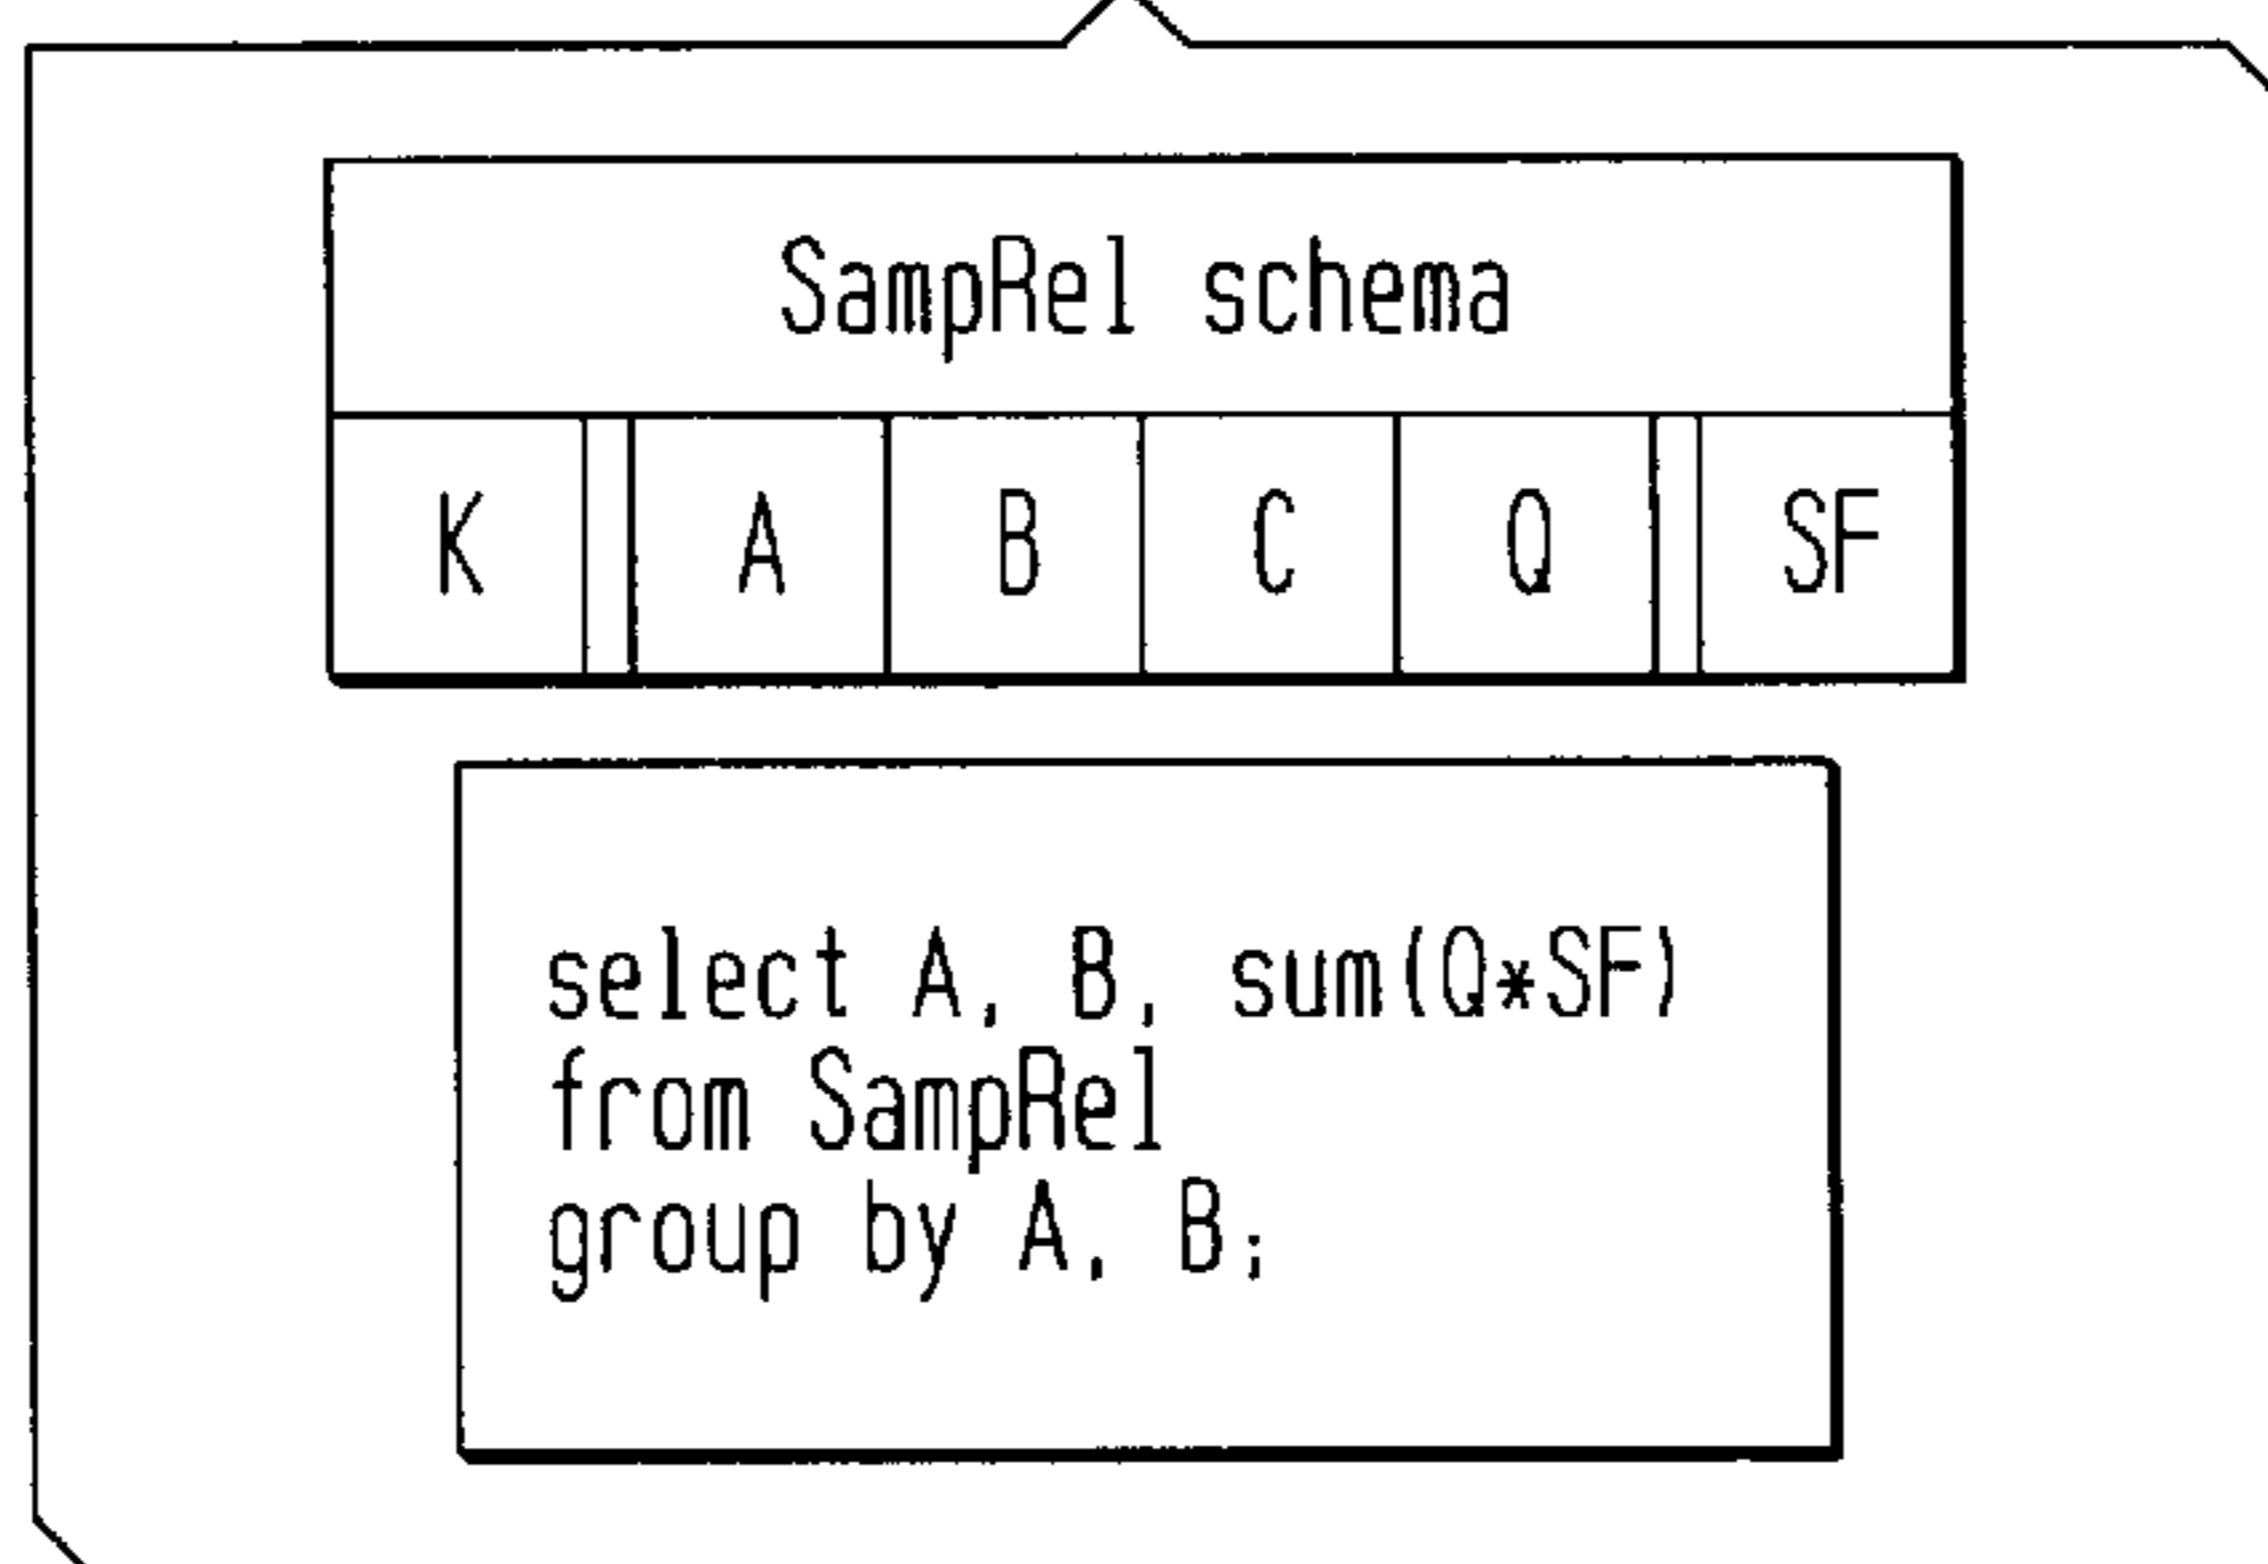 SampRel schema
K A B C Q SF
select A, B, sum(Q*SF)
from SampRel
group by A, B;